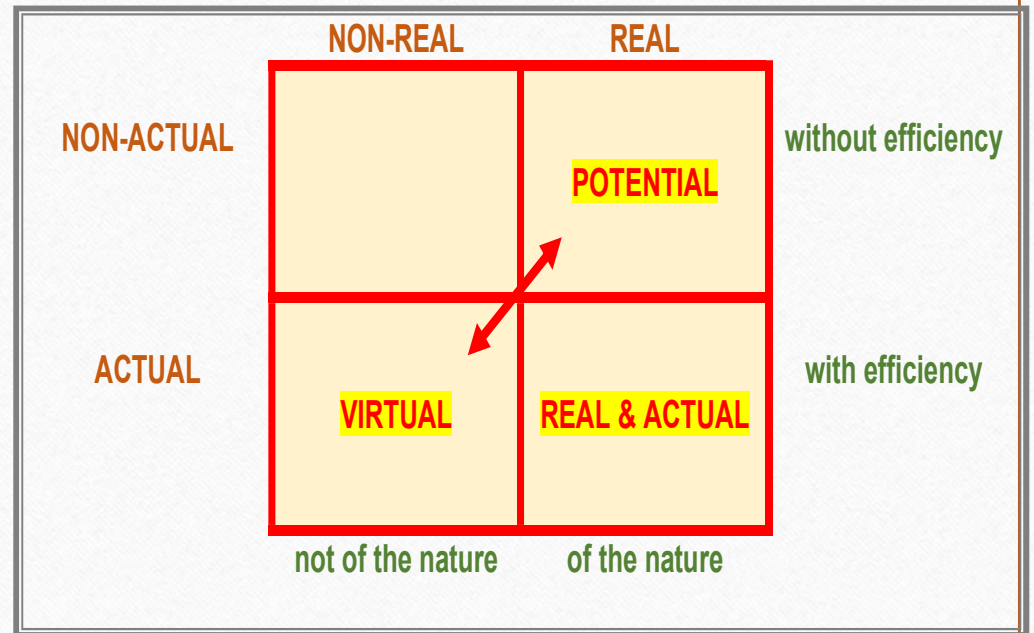 NON-REAL REAL
NON-ACTUAL without efficiency
POTENTIAL
ACTUAL with efficiency
VIRTUAL REAL & ACTUAL
not of the nature of the nature